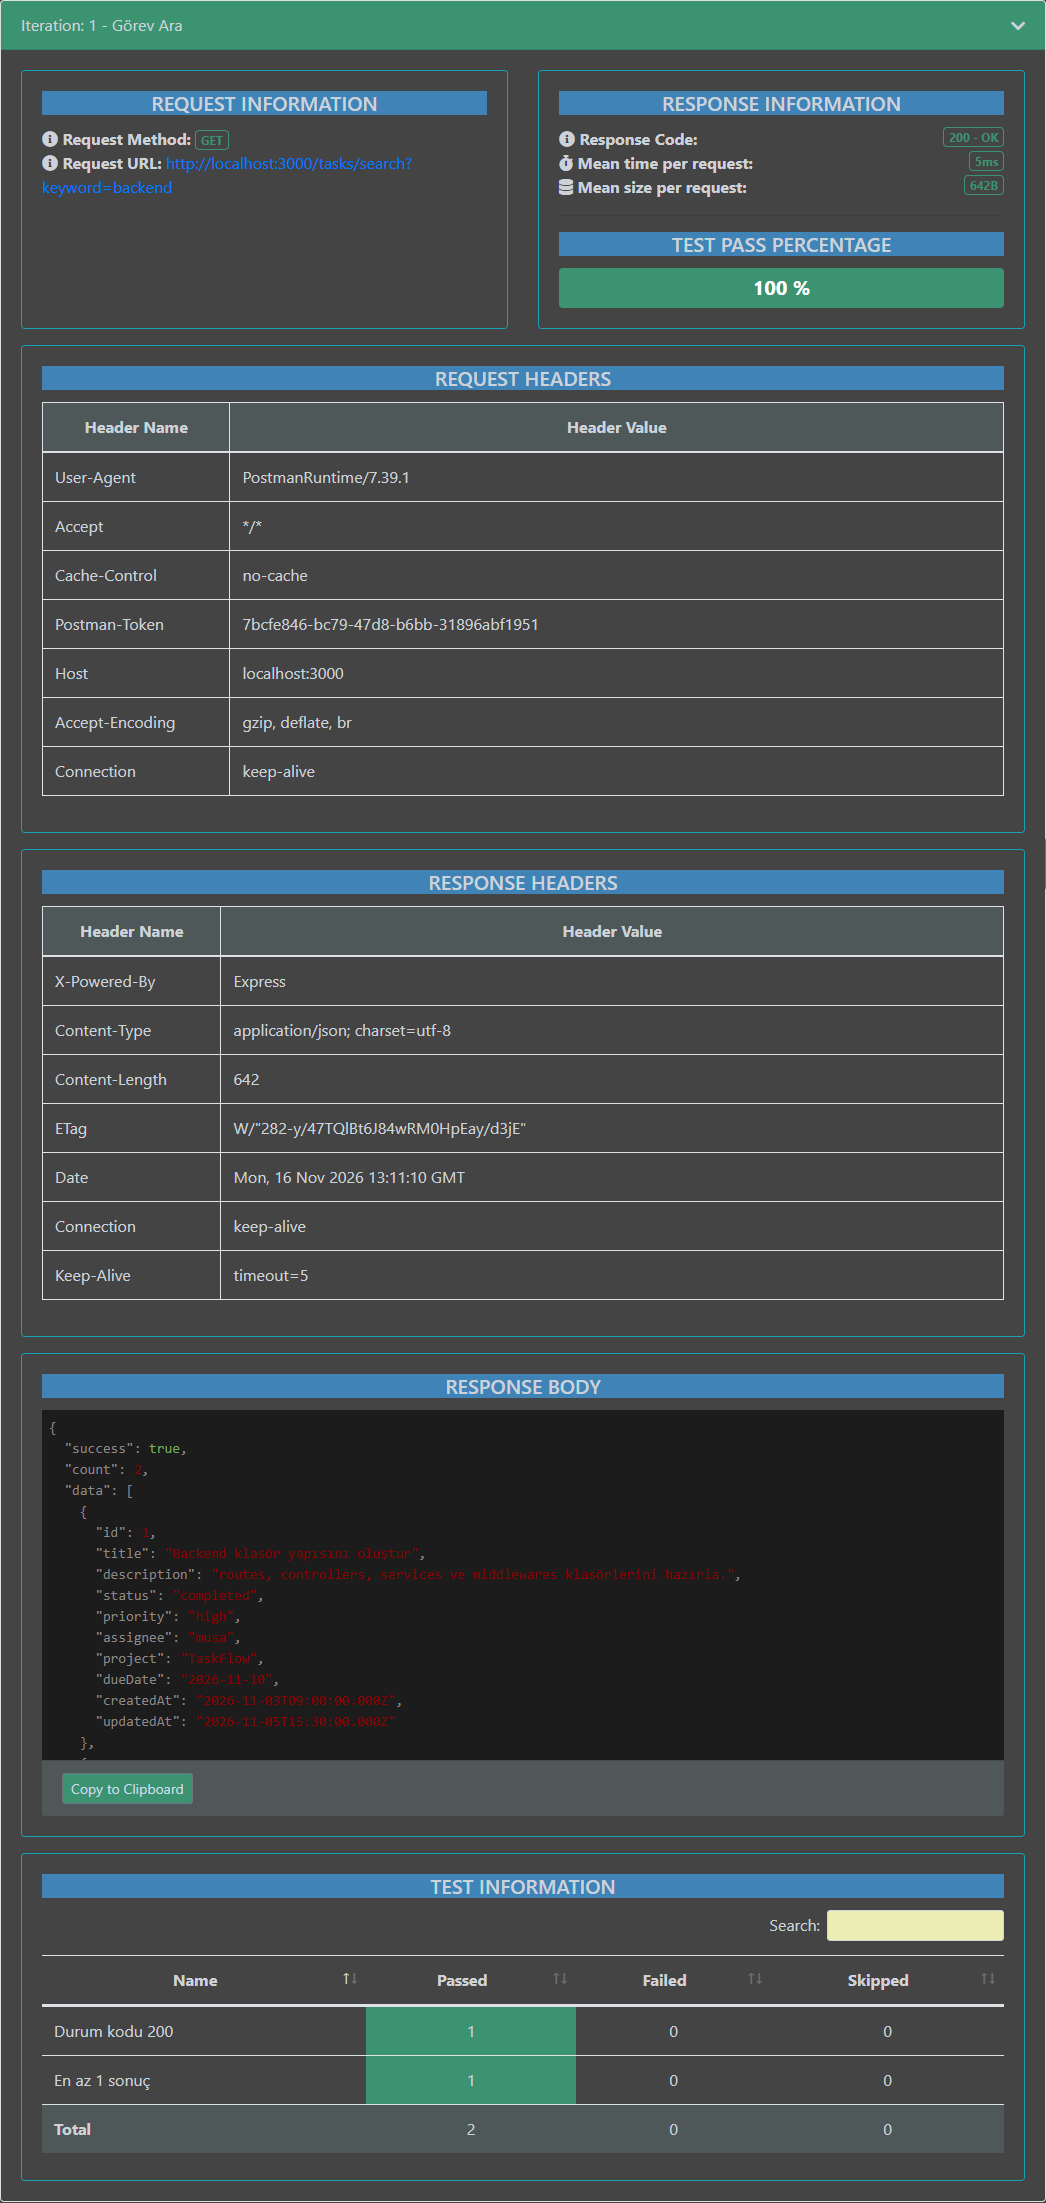 Iteration: 1 - Görev Ara
REQUEST INFORMATION
Request Method: GET
Request URL: http://localhost:3000/tasks/search?
keyword=backend
RESPONSE INFORMATION
Response Code: 200 - OK
Mean time per request: 5ms
Mean size per request: 642B
TEST PASS PERCENTAGE
100 %
REQUEST HEADERS
Header Name Header Value
User-Agent PostmanRuntime/7.39.1
Accept */*
Cache-Control no-cache
Postman-Token 7bcfe846-bc79-47d8-b6bb-31896abf1951
Host localhost:3000
Accept-Encoding gzip, deflate, br
Connection keep-alive
RESPONSE HEADERS
Header Name Header Value
X-Powered-By Express
Content-Type application/json; charset=utf-8
Content-Length 642
ETag W/"282-y/47TQlBt6J84wRM0HpEay/d3jE"
Date Mon, 16 Nov 2026 13:11:10 GMT
Connection keep-alive
Keep-Alive timeout=5
RESPONSE BODY
{
"success": true,
"count": 2,
"data": [
{
"id": 1,
"title": "Backend klasör yapısını oluştur",
"description": "routes, controllers, services ve middlewares klasörlerini hazırla.",
"status": "completed",
"priority": "high",
"assignee": "musa",
"project": "TaskFlow",
"dueDate": "2026-11-10",
"createdAt": "2026-11-03T09:00:00.000Z",
"updatedAt": "2026-11-05T15:30:00.000Z"
},
Copy to Clipboard
TEST INFORMATION
Search:
Name Passed Failed Skipped
Durum kodu 200 1 0 0
En az 1 sonuç 1 0 0
Total 2 0 0